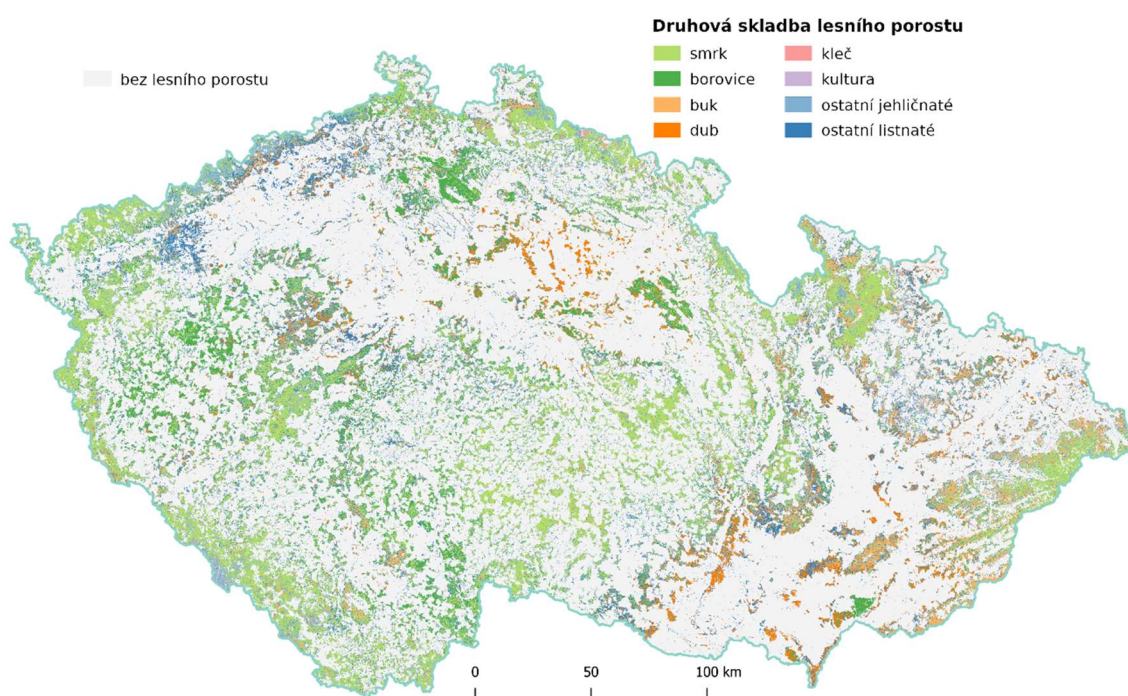 Druhová skladba lesního porostu
bez lesního porostu
smrk
borovice
buk
dub
kleč
kultura
ostatní jehličnaté
ostatní listnaté
0 50 100 km